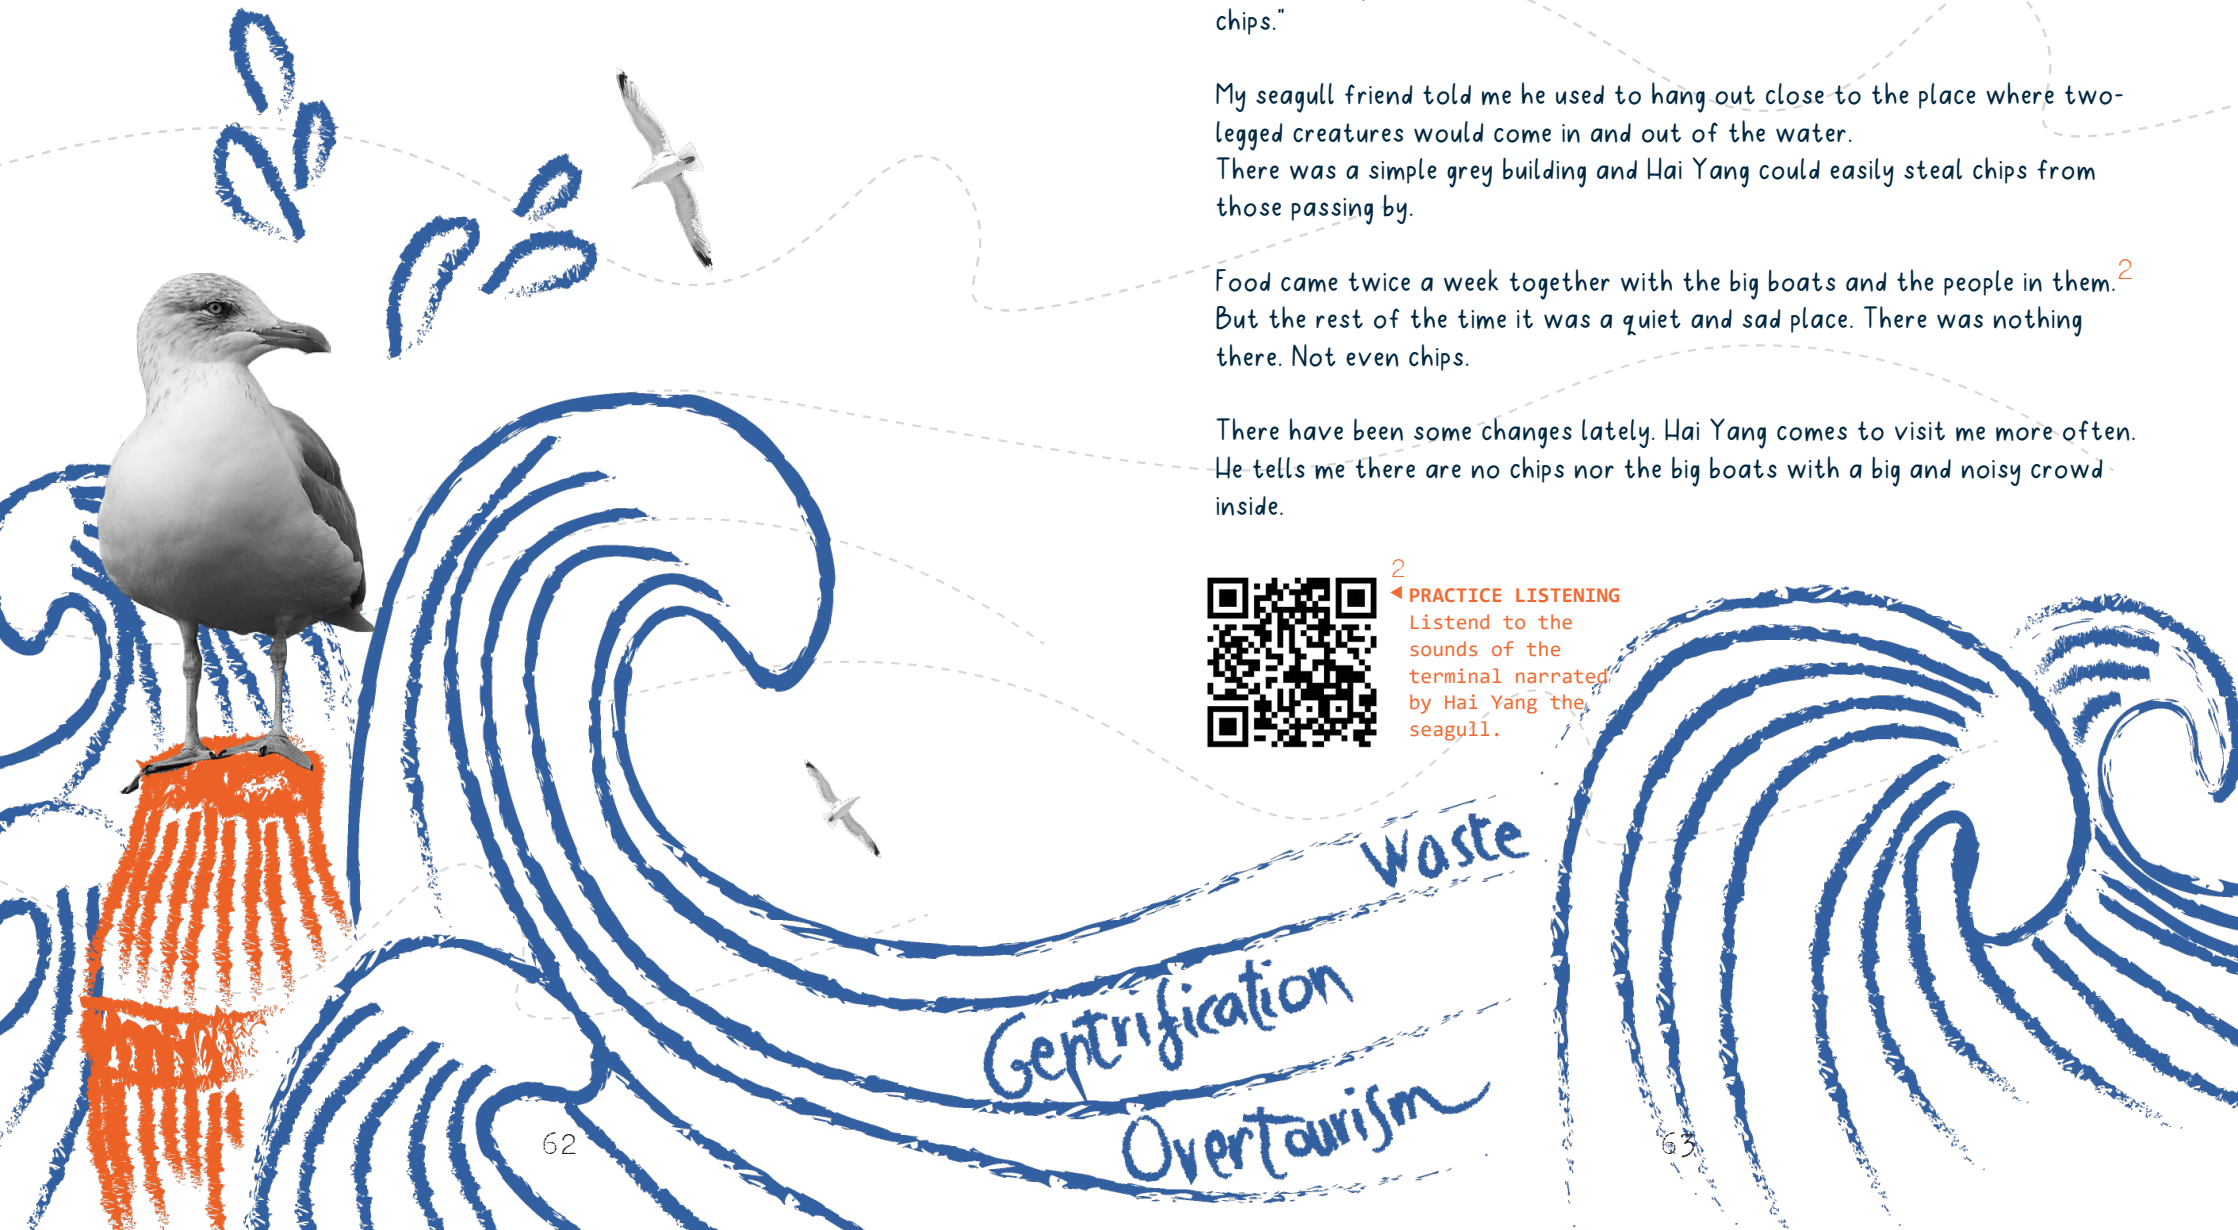 chips."
My seagull friend told me he used to hang out close to the place where two-
legged creatures would come in and out of the water.
There was a simple grey building and Hai Yang could easily steal chips from
those passing by.
Food came twice a week together with the big boats and the people in them.2
But the rest of the time it was a quiet and sad place. There was nothing
there. Not even chips.
There have been some changes lately. Hai Yang comes to visit me more often.
He tells me there are no chips nor the big boats with a big and noisy crowd
inside.
2
PRACTICE LISTENING
Listend to the
sounds of the
terminal narrated
by Hai Yang the
seagull.
Waste
Gentrification
Overtourism
62
63